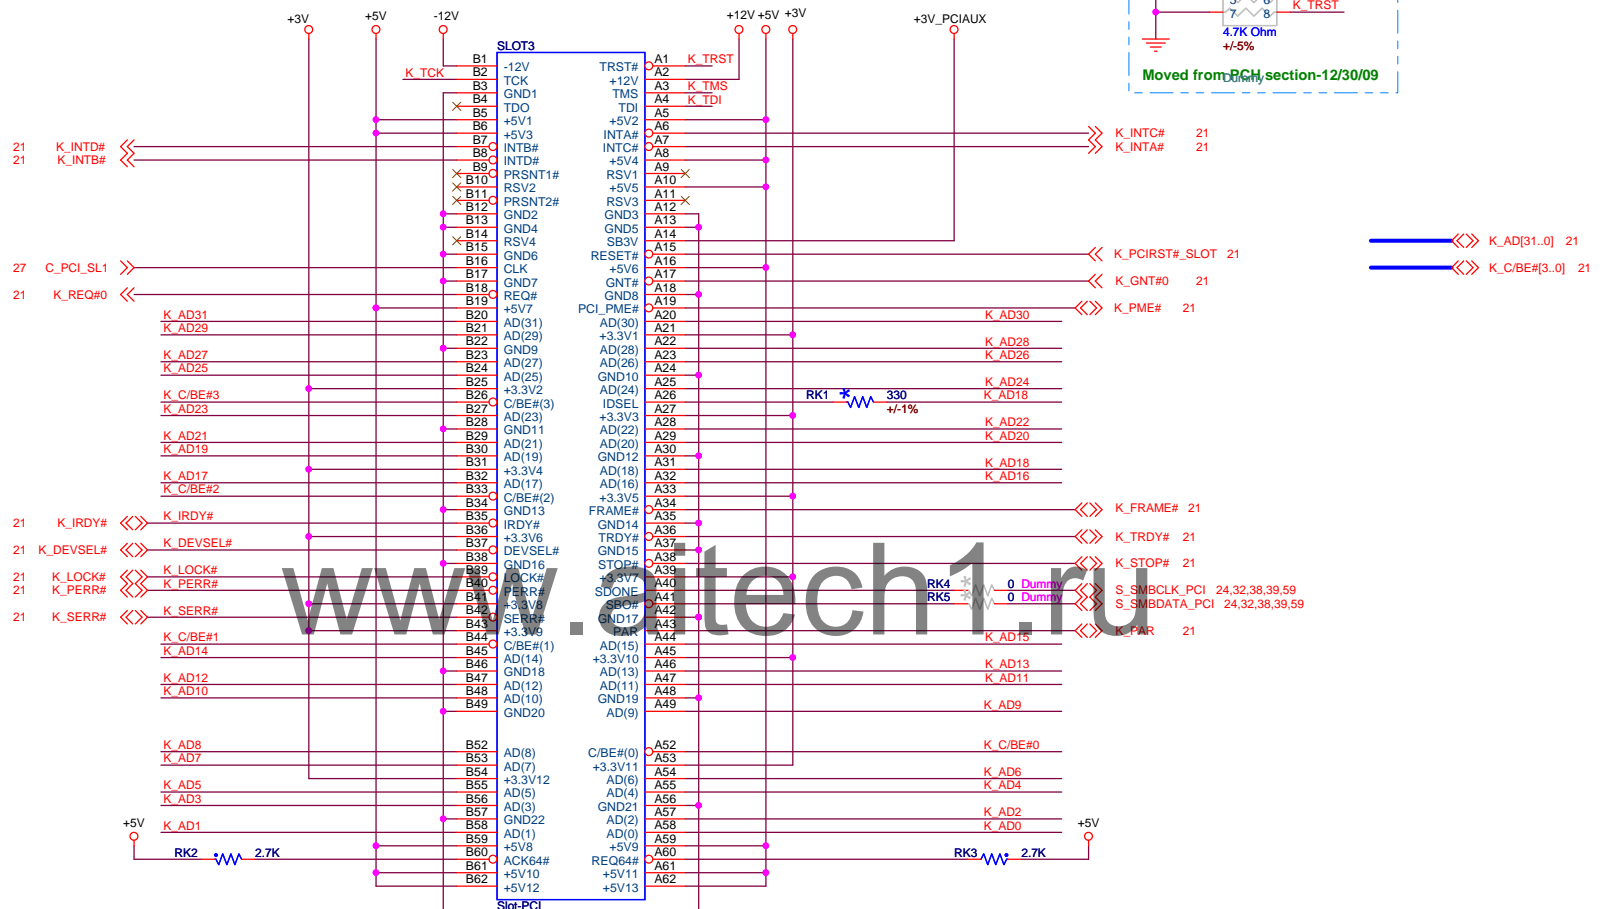 +3V +5V -12V +12V +5V +3V +3V_PCIAUX
7 8 K_TRST
4.7K Ohm
+/-5%
Moved from PCH section-12/30/09
Dummy
SLOT3
B1 -12V TRST# A1 K_TRST
K_TCK B2 TCK +12V A2
B3 GND1 TMS A3 K_TMS
B4 TDO TDI A4 K_TDI
B5 +5V1 +5V2 A5
B6 +5V3 INTA# A6 K_INTC# 21
21 K_INTD# B7 INTB# INTC# A7 K_INTA# 21
21 K_INTB# B8 INTD# +5V4 A8
B9 PRSNT1# RSV1 A9
B10 RSV2 +5V5 A10
B11 PRSNT2# RSV3 A11
B12 GND2 GND3 A12
B13 GND4 GND5 A13
B14 RSV4 SB3V A14 K_AD[31..0] 21
B15 GND6 RESET# A15 K_PCIRST#_SLOT 21
27 C_PCI_SL1 B16 CLK +5V6 A16 K_C/BE#[3..0] 21
B17 GND7 GNT# A17 K_GNT#0 21
21 K_REQ#0 B18 REQ# GND8 A18
B19 +5V7 PCI_PME# A19 K_PME# 21
K_AD31 B20 AD(31) AD(30) A20 K_AD30
K_AD29 B21 AD(29) +3.3V1 A21
B22 GND9 AD(28) A22 K_AD28
K_AD27 B23 AD(27) AD(26) A23 K_AD26
K_AD25 B24 AD(25) GND10 A24
B25 +3.3V2 AD(24) A25 K_AD24
K_C/BE#3 B26 C/BE#(3) IDSEL A26 RK1 * 330 K_AD18
+/-1%
K_AD23 B27 AD(23) +3.3V3 A27
B28 GND11 AD(22) A28 K_AD22
K_AD21 B29 AD(21) AD(20) A29 K_AD20
K_AD19 B30 AD(19) GND12 A30
B31 +3.3V4 AD(18) A31 K_AD18
K_AD17 B32 AD(17) AD(16) A32 K_AD16
K_C/BE#2 B33 C/BE#(2) +3.3V5 A33
B34 GND13 FRAME# A34 K_FRAME# 21
21 K_IRDY# K_IRDY# B35 IRDY# GND14 A35
B36 +3.3V6 TRDY# A36 K_TRDY# 21
21 K_DEVSEL# K_DEVSEL# B37 DEVSEL# GND15 A37
B38 GND16 STOP# A38 K_STOP# 21
21 K_LOCK# K_LOCK# B39 LOCK# +3.3V7 A39
21 K_PERR# K_PERR# B40 PERR# SDONE A40 RK4 * 0 Dummy S_SMBCLK_PCI 24,32,38,39,59
B41 +3.3V8 SBO# A41 RK5 * 0 Dummy S_SMBDATA_PCI 24,32,38,39,59
21 K_SERR# K_SERR# B42 SERR# GND17 A42
B43 +3.3V9 PAR A43 K_PAR 21
www.aitech1.ru
K_C/BE#1 B44 C/BE#(1) AD(15) A44 K_AD15
K_AD14 B45 AD(14) +3.3V10 A45
B46 GND18 AD(13) A46 K_AD13
K_AD12 B47 AD(12) AD(11) A47 K_AD11
K_AD10 B48 AD(10) GND19 A48
B49 GND20 AD(9) A49 K_AD9
K_AD8 B52 AD(8) C/BE#(0) A52 K_C/BE#0
K_AD7 B53 AD(7) +3.3V11 A53
B54 +3.3V12 AD(6) A54 K_AD6
K_AD5 B55 AD(5) AD(4) A55 K_AD4
K_AD3 B56 AD(3) GND21 A56
B57 GND22 AD(2) A57 K_AD2
+5V K_AD1 B58 AD(1) AD(0) A58 K_AD0 +5V
B59 +5V8 +5V9 A59
RK2 2.7K B60 ACK64# REQ64# A60 RK3 2.7K
B61 +5V10 +5V11 A61
B62 +5V12 +5V13 A62
Slot-PCI